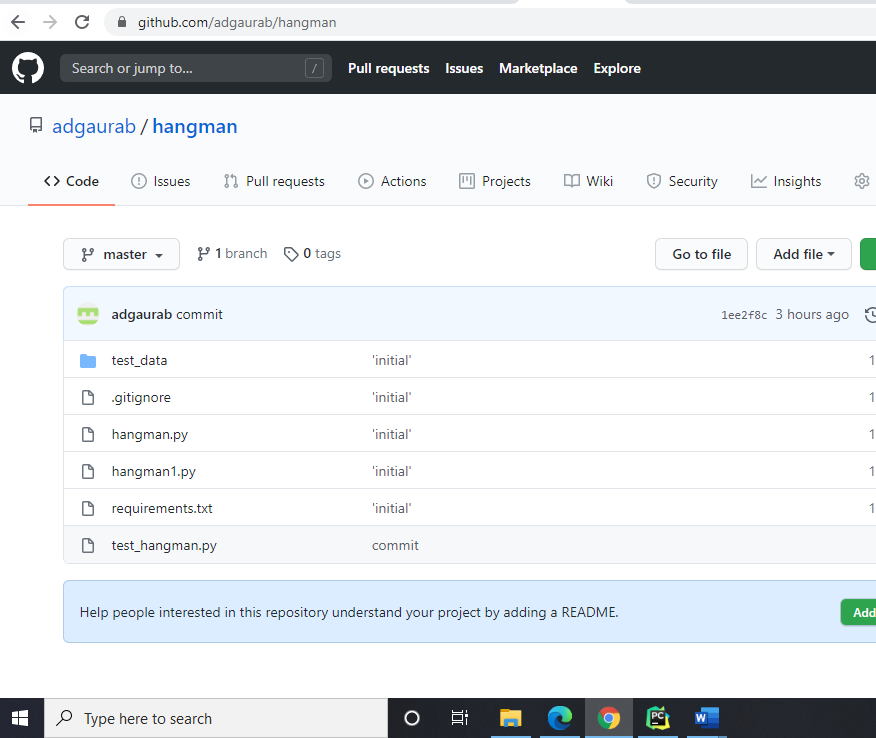 github.com/adgaurab/hangman
Search or jump to... / Pull requests Issues Marketplace Explore
adgaurab / hangman
Code Issues Pull requests Actions Projects Wiki Security Insights
master 1 branch 0 tags Go to file Add file
adgaurab commit 1ee2f8c 3 hours ago
test_data 'initial' 1
.gitignore 'initial' 1
hangman.py 'initial' 1
hangman1.py 'initial' 1
requirements.txt 'initial' 1
test_hangman.py commit
Help people interested in this repository understand your project by adding a README. Add
Type here to search PC W